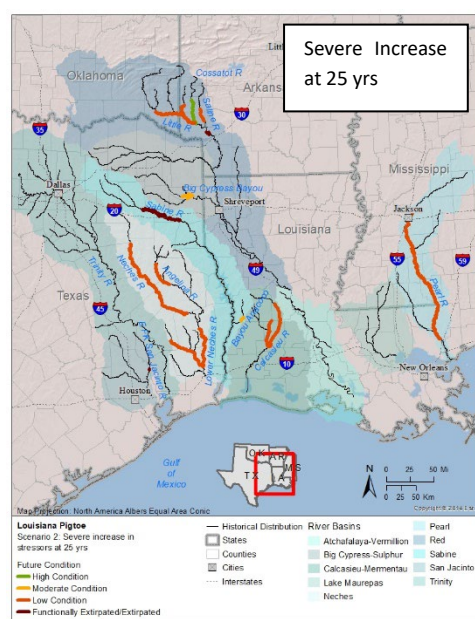 Severe Increase
at 25 yrs
Oklahoma
Cossatot R
Little
Arkansas
Little R
Saline R
30
35
Dallas
Big Cypress Bayou
Shreveport
Mississippi
Jackson
20
Sabine R
Louisiana
Neches R
Angelina R
49
55
59
Trinity R
Texas
45
Pearl R
Lower Neches R
Calcasieu R
10
Houston
New Orleans
Gulf
of
Mexico
OK
AR
MS
TX
N
0 25 50 Mi
0 25 50 Km
Map Projection: North America Albers Equal Area Conic
Louisiana Pigtoe
Scenario 2: Severe increase in
stressors at 25 yrs
Future Condition
High Condition
Moderate Condition
Low Condition
Functionally Extirpated/Extirpated
Historical Distribution
States
Counties
Cities
Interstates
River Basins
Atchafalaya-Vermillion
Big Cypress-Sulphur
Calcasieu-Mermentau
Lake Maurepas
Neches
Pearl
Red
Sabine
San Jacinto
Trinity